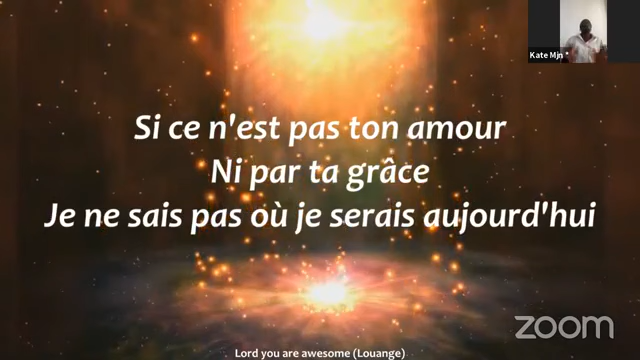 Kate Mjn
Si ce n'est pas ton amour
Ni par ta grâce
Je ne sais pas où je serais aujourd'hui
zoom
Lord you are awesome (Louange)